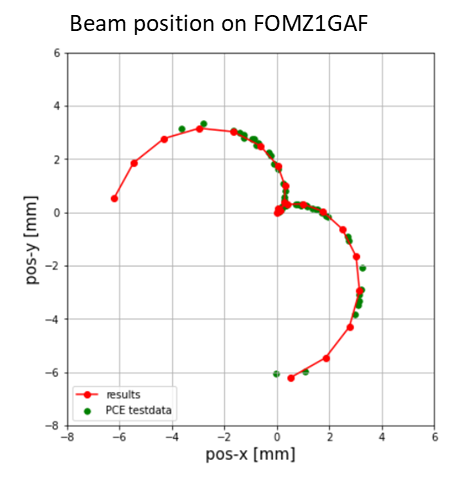 Beam position on FOMZ1GAF
6
4
2
0
−2
−4
−6
−8
pos-y [mm]
results
PCE testdata
−8 −6 −4 −2 0 2 4 6
pos-x [mm]